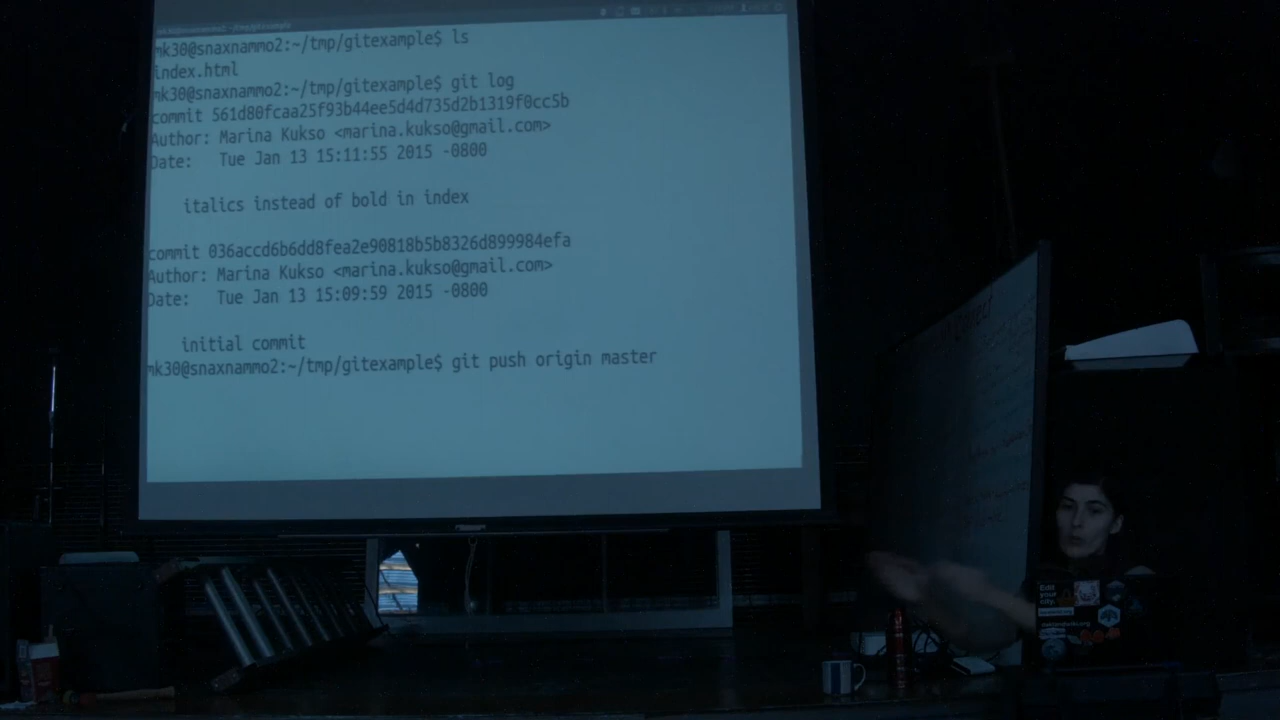 mk30@snaxnammo2:~/tmp/gitexample$ ls
index.html
mk30@snaxnammo2:~/tmp/gitexample$ git log
commit 561d80fcaa25f93b44ee5d4d735d2b1319f0cc5b
Author: Marina Kukso <marina.kukso@gmail.com>
Date:   Tue Jan 13 15:11:55 2015 -0800
italics instead of bold in index
commit 036accd6b6dd8fea2e90818b5b8326d899984efa
Author: Marina Kukso <marina.kukso@gmail.com>
Date:   Tue Jan 13 15:09:59 2015 -0800
initial commit
mk30@snaxnammo2:~/tmp/gitexample$ git push origin master
Edit
your
city.